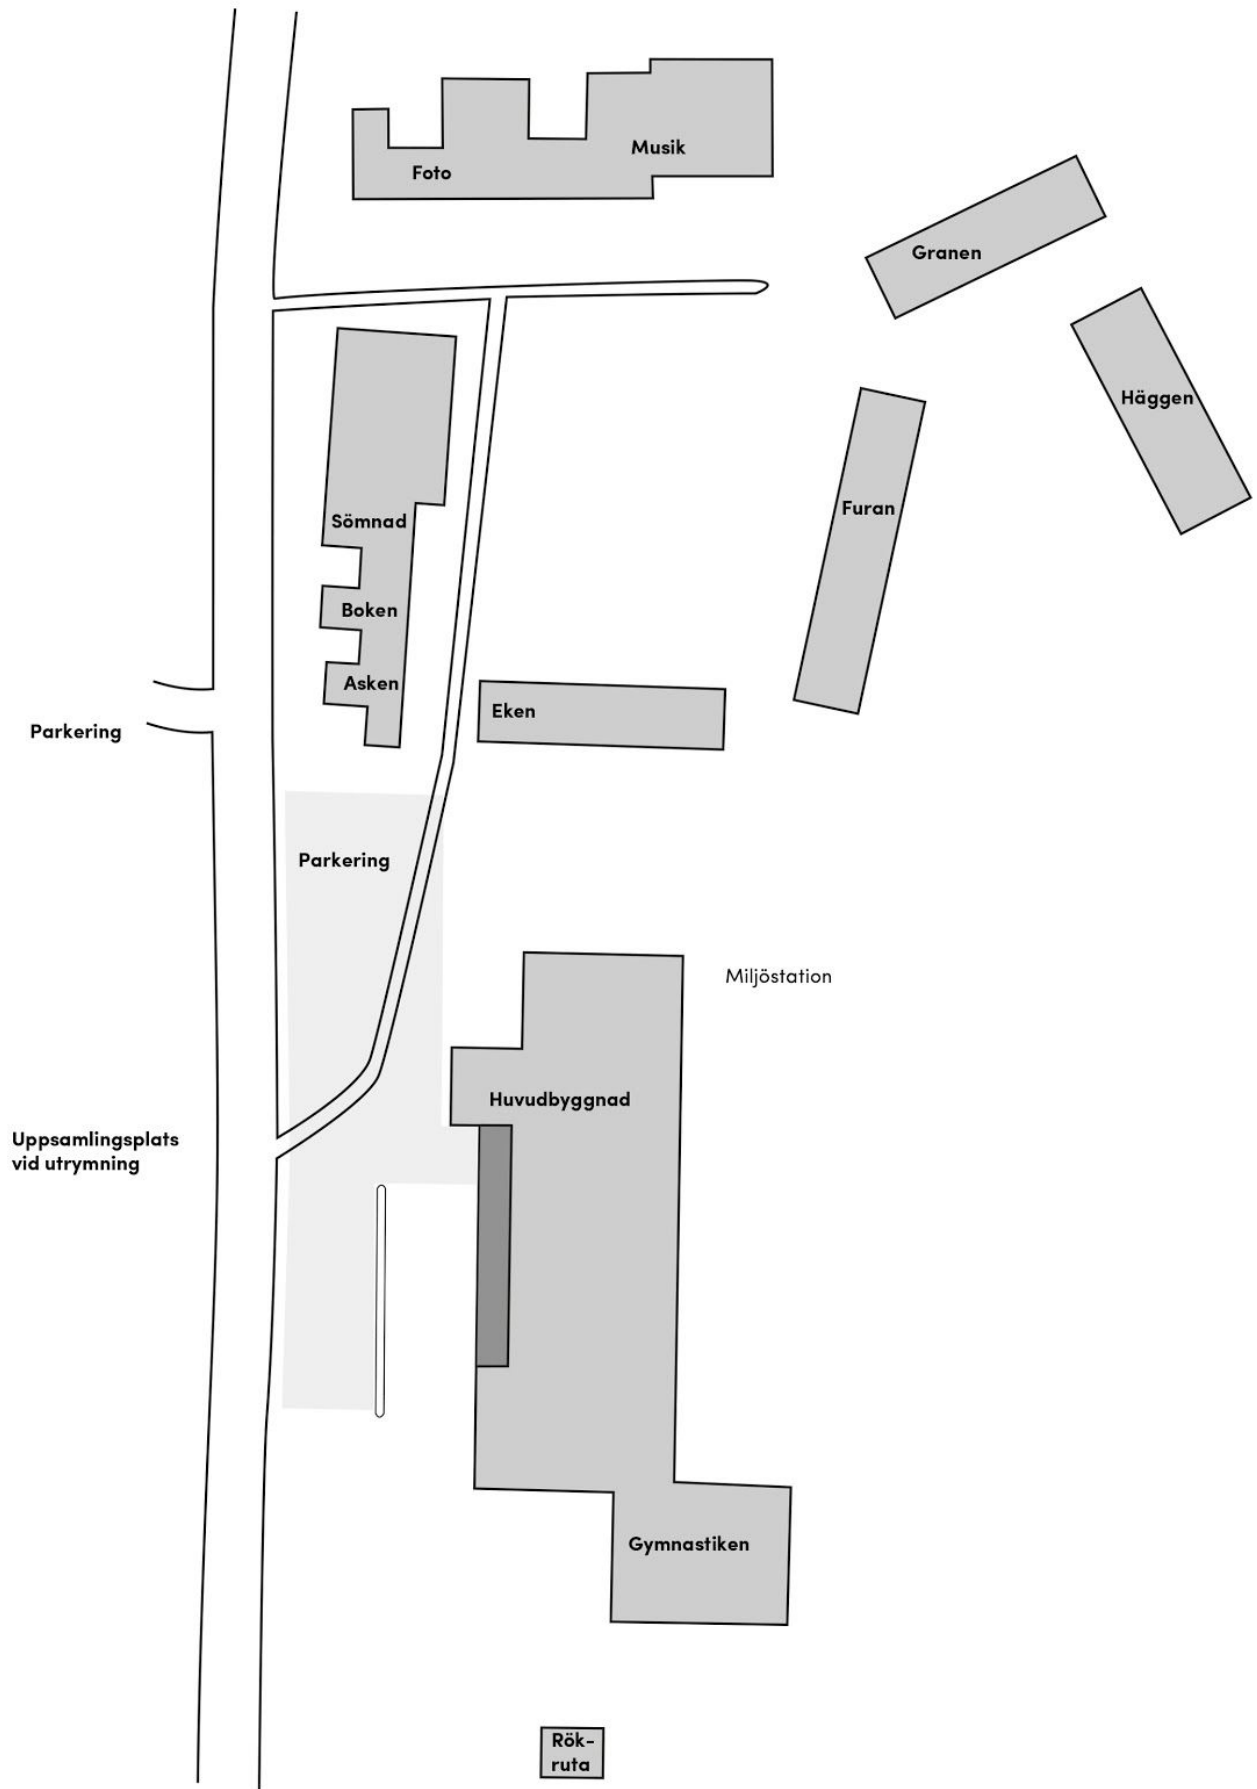 Musik
Foto
Granen
Häggen
Furan
Sömnad
Boken
Asken
Eken
Parkering
Parkering
Miljöstation
Huvudbyggnad
Uppsamlingsplats
vid utrymning
Gymnastiken
Rök-
ruta